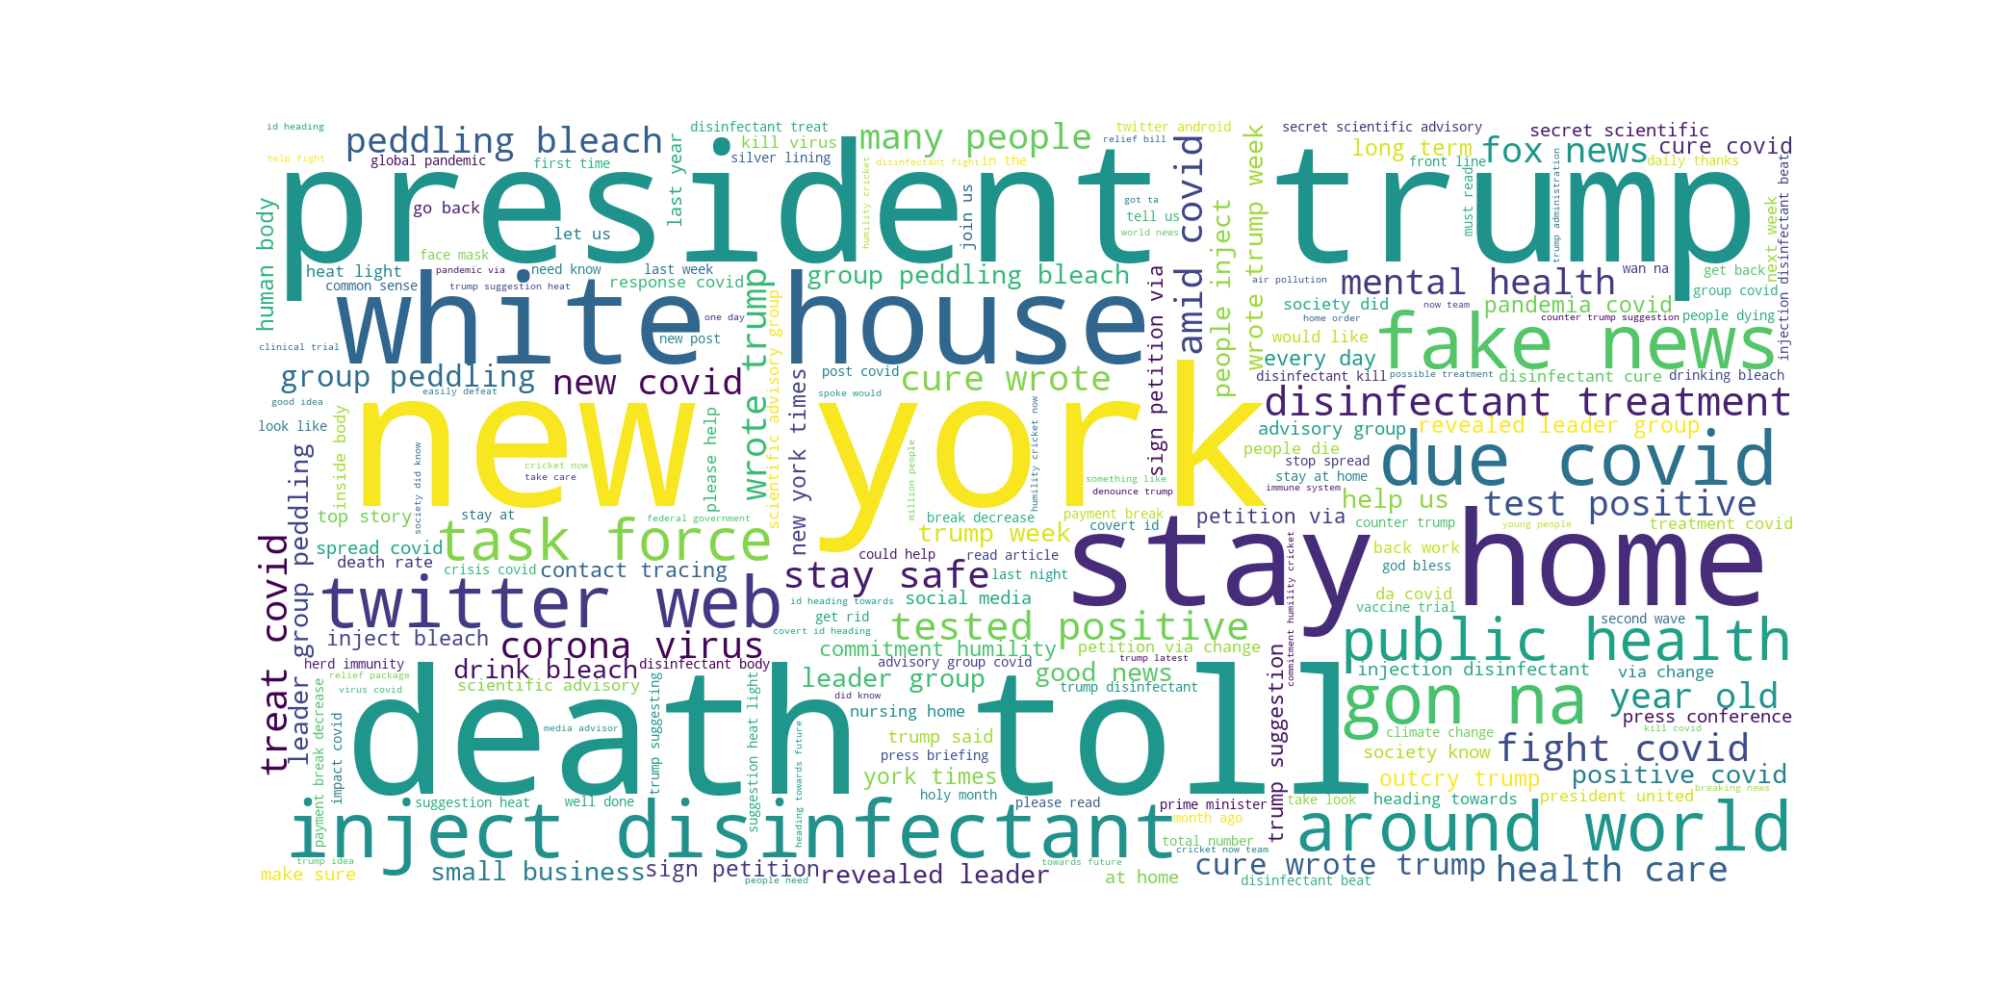 id heading
peddling bleach
disinfectant treat
many people
twitter android
relief bill
secret scientific advisory
secret scientific
help fight
global pandemic
first time
kill virus
silver lining
disinfectant fight
in the
long term
front line
fox news
cure covid
daily thanks
president trump
human body
go back
let us
last year
humility cricket
join us
got ta
tell us
world news
amid covid
people inject
wrote trump week
must read
trump administration
next week
injection disinfectant beat
face mask
heat light
pandemic via
need know
last week
common sense
trump suggestion heat
response covid
group peddling bleach
air pollution
mental health
wan na
get back
group covid
white house
one day
new post
clinical trial
society did
pandemia covid
home order
now team
counter trump suggestion
people dying
would like
fake news
group peddling
easily defeat
new covid
wrote trump
scientific advisory group
post covid
cure wrote
spoke would
sign petition via
every day
disinfectant kill
possible treatment
disinfectant cure
drinking bleach
good idea
look like
new york
disinfectant treatment
advisory group
revealed leader group
inside body
society did know
cricket now
take care
please help
new york times
million people
humility cricket now
something like
denounce trump
people die
stop spread
stay at home
immune system
due covid
leader group peddling
top story
stay at
federal government
break decrease
payment break
covert id
petition via
help us
test positive
counter trump
young people
treatment covid
treat covid
spread covid
task force
trump week
death rate
crisis covid
contact tracing
could help
read article
stay home
back work
god bless
stay safe
last night
commitment humility cricket
twitter web
id heading towards
social media
da covid
vaccine trial
get rid
second wave
inject bleach
corona virus
covert id heading
tested positive
public health
commitment humility
petition via change
herd immunity
drink bleach
disinfectant body
advisory group covid
trump latest
injection disinfectant
via change
relief package
virus covid
scientific advisory
leader group
good news
did know
trump disinfectant
trump suggestion
gon na
year old
payment break decrease
impact covid
death toll
media advisor
trump suggesting
suggestion heat light
heading towards future
nursing home
press conference
trump said
climate change
kill covid
press briefing
society know
fight covid
york times
outcry trump
positive covid
breaking news
suggestion heat
well done
holy month
please read
prime minister
take look
heading towards
president united
inject disinfectant
month ago
around world
total number
cricket now team
trump idea
make sure
small business
sign petition
people need
revealed leader
towards future
at home
cure wrote trump
disinfectant beat
health care